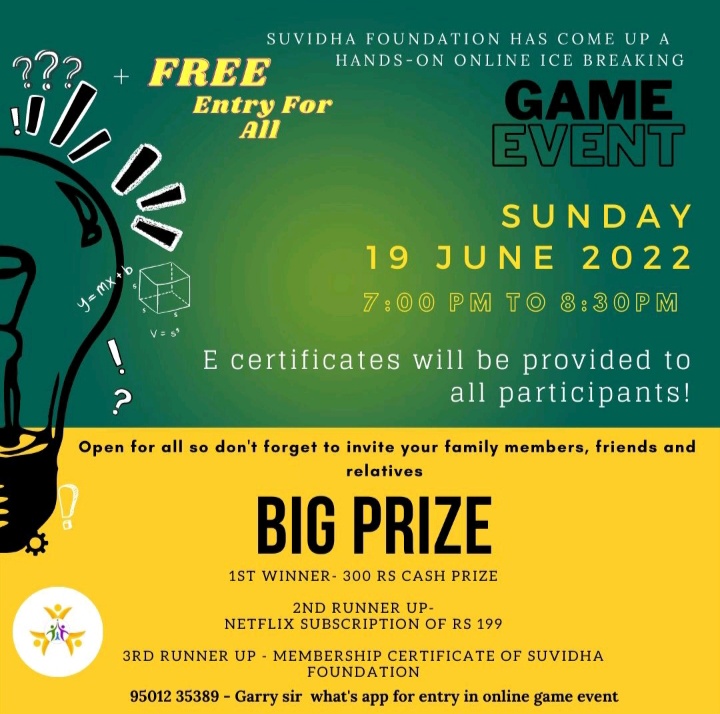 SUVIDHA FOUNDATION HAS COME UP A
HANDS-ON ONLINE ICE BREAKING
GAME
EVENT
???
+
FREE
Entry For
All
!
SUNDAY
19 JUNE 2022
7:00 PM TO 8:30PM
y=mx+b
s
s
s
E certificates will be provided to
all participants!
!
?
Open for all so don't forget to invite your family members, friends and
relatives
BIG PRIZE
?!
1ST WINNER- 300 RS CASH PRIZE
2ND RUNNER UP-
NETFLIX SUBSCRIPTION OF RS 199
3RD RUNNER UP - MEMBERSHIP CERTIFICATE OF SUVIDHA
FOUNDATION
95012 35389 - Garry sir what's app for entry in online game event